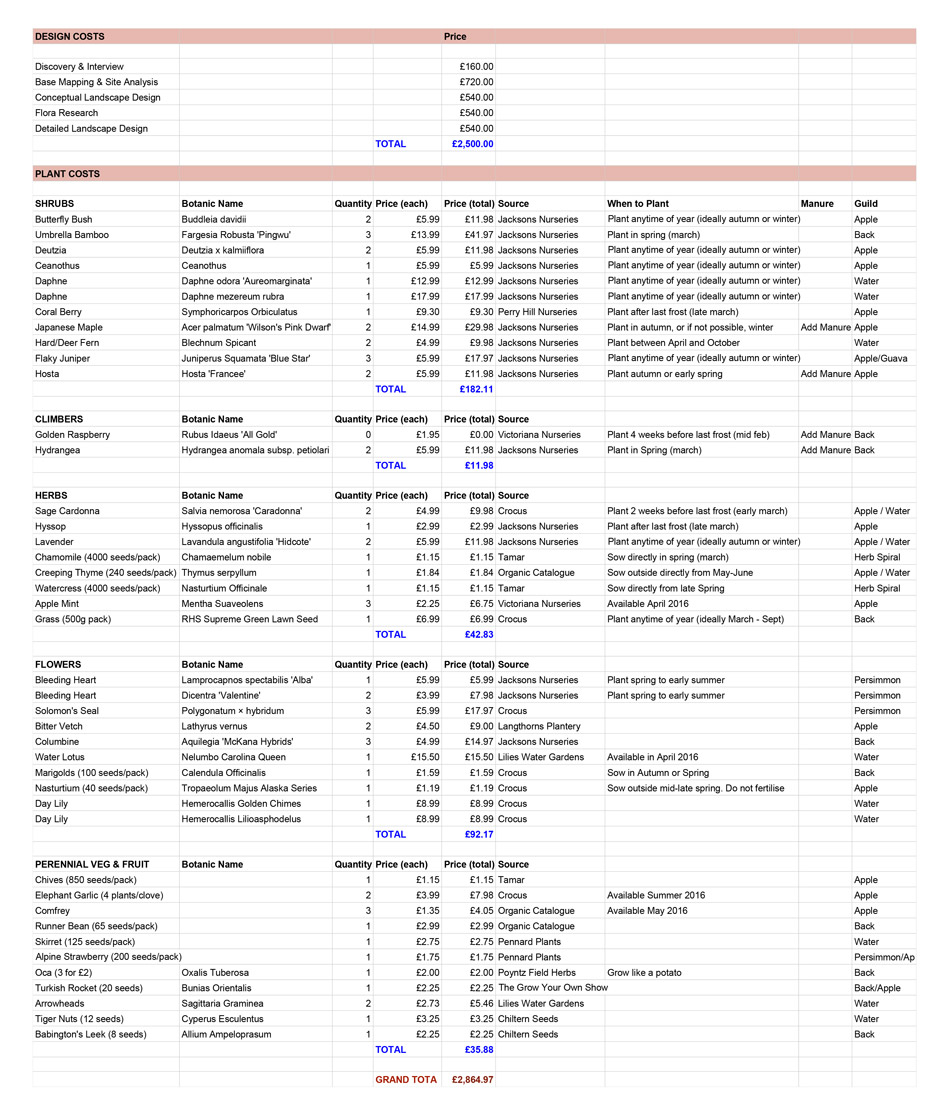 DESIGN COSTS Price
Discovery & Interview £160.00
Base Mapping & Site Analysis £720.00
Conceptual Landscape Design £540.00
Flora Research £540.00
Detailed Landscape Design £540.00
TOTAL £2,500.00
PLANT COSTS
SHRUBS Botanic Name Quantity Price (each) Price (total) Source When to Plant Manure Guild
Butterfly Bush Buddleia davidii 2 £5.99 £11.98 Jacksons Nurseries Plant anytime of year (ideally autumn or winter) Apple
Umbrella Bamboo Fargesia Robusta 'Pingwu' 3 £13.99 £41.97 Jacksons Nurseries Plant in spring (march) Back
Deutzia Deutzia x kalmiiflora 2 £5.99 £11.98 Jacksons Nurseries Plant anytime of year (ideally autumn or winter) Apple
Ceanothus Ceanothus 1 £5.99 £5.99 Jacksons Nurseries Plant anytime of year (ideally autumn or winter) Apple
Daphne Daphne odora 'Aureomarginata' 1 £12.99 £12.99 Jacksons Nurseries Plant anytime of year (ideally autumn or winter) Water
Daphne Daphne mezereum rubra 1 £17.99 £17.99 Jacksons Nurseries Plant anytime of year (ideally autumn or winter) Water
Coral Berry Symphoricarpos Orbiculatus 1 £9.30 £9.30 Perry Hill Nurseries Plant after last frost (late march) Apple
Japanese Maple Acer palmatum 'Wilson's Pink Dwarf' 2 £14.99 £29.98 Jacksons Nurseries Plant in autumn, or if not possible, winter Add Manure Apple
Hard/Deer Fern Blechnum Spicant 2 £4.99 £9.98 Jacksons Nurseries Plant between April and October Water
Flaky Juniper Juniperus Squamata 'Blue Star' 3 £5.99 £17.97 Jacksons Nurseries Plant anytime of year (ideally autumn or winter) Apple/Guava
Hosta Hosta 'Francee' 2 £5.99 £11.98 Jacksons Nurseries Plant autumn or early spring Add Manure Apple
TOTAL £182.11
CLIMBERS Botanic Name Quantity Price (each) Price (total) Source
Golden Raspberry Rubus Idaeus 'All Gold' 0 £1.95 £0.00 Victoriana Nurseries Plant 4 weeks before last frost (mid feb) Add Manure Back
Hydrangea Hydrangea anomala subsp. petiolari 2 £5.99 £11.98 Jacksons Nurseries Plant in Spring (march) Add Manure Back
TOTAL £11.98
HERBS Botanic Name Quantity Price (each) Price (total) Source
Sage Cardonna Salvia nemorosa 'Caradonna' 2 £4.99 £9.98 Crocus Plant 2 weeks before last frost (early march) Apple / Water
Hyssop Hyssopus officinalis 1 £2.99 £2.99 Jacksons Nurseries Plant after last frost (late march) Apple
Lavender Lavandula angustifolia 'Hidcote' 2 £5.99 £11.98 Jacksons Nurseries Plant anytime of year (ideally autumn or winter) Apple / Water
Chamomile (4000 seeds/pack) Chamaemelum nobile 1 £1.15 £1.15 Tamar Sow directly in spring (march) Herb Spiral
Creeping Thyme (240 seeds/pack) Thymus serpyllum 1 £1.84 £1.84 Organic Catalogue Sow outside directly from May-June Apple / Water
Watercress (4000 seeds/pack) Nasturtium Officinale 1 £1.15 £1.15 Tamar Sow directly from late Spring Herb Spiral
Apple Mint Mentha Suaveolens 3 £2.25 £6.75 Victoriana Nurseries Available April 2016 Apple
Grass (500g pack) RHS Supreme Green Lawn Seed 1 £6.99 £6.99 Crocus Plant anytime of year (ideally March - Sept) Back
TOTAL £42.83
FLOWERS Botanic Name Quantity Price (each) Price (total) Source
Bleeding Heart Lamprocapnos spectabilis 'Alba' 1 £5.99 £5.99 Jacksons Nurseries Plant spring to early summer Persimmon
Bleeding Heart Dicentra 'Valentine' 2 £3.99 £7.98 Jacksons Nurseries Plant spring to early summer Persimmon
Solomon's Seal Polygonatum × hybridum 3 £5.99 £17.97 Crocus Persimmon
Bitter Vetch Lathyrus vernus 2 £4.50 £9.00 Langthorns Plantery Apple
Columbine Aquilegia 'McKana Hybrids' 3 £4.99 £14.97 Jacksons Nurseries Back
Water Lotus Nelumbo Carolina Queen 1 £15.50 £15.50 Lilies Water Gardens Available in April 2016 Water
Marigolds (100 seeds/pack) Calendula Officinalis 1 £1.59 £1.59 Crocus Sow in Autumn or Spring Back
Nasturtium (40 seeds/pack) Tropaeolum Majus Alaska Series 1 £1.19 £1.19 Crocus Sow outside mid-late spring. Do not fertilise Apple
Day Lily Hemerocallis Golden Chimes 1 £8.99 £8.99 Crocus Water
Day Lily Hemerocallis Lilioasphodelus 1 £8.99 £8.99 Crocus Water
TOTAL £92.17
PERENNIAL VEG & FRUIT Botanic Name Quantity Price (each) Price (total) Source
Chives (850 seeds/pack) 1 £1.15 £1.15 Tamar Apple
Elephant Garlic (4 plants/clove) 2 £3.99 £7.98 Crocus Available Summer 2016 Apple
Comfrey 3 £1.35 £4.05 Organic Catalogue Available May 2016 Apple
Runner Bean (65 seeds/pack) 1 £2.99 £2.99 Organic Catalogue Back
Skirret (125 seeds/pack) 1 £2.75 £2.75 Pennard Plants Water
Alpine Strawberry (200 seeds/pack) 1 £1.75 £1.75 Pennard Plants Persimmon/Ap
Oca (3 for £2) Oxalis Tuberosa 1 £2.00 £2.00 Poyntz Field Herbs Grow like a potato Back
Turkish Rocket (20 seeds) Bunias Orientalis 1 £2.25 £2.25 The Grow Your Own Show Back/Apple
Arrowheads Sagittaria Graminea 2 £2.73 £5.46 Lilies Water Gardens Water
Tiger Nuts (12 seeds) Cyperus Esculentus 1 £3.25 £3.25 Chiltern Seeds Water
Babington's Leek (8 seeds) Allium Ampeloprasum 1 £2.25 £2.25 Chiltern Seeds Back
TOTAL £35.88
GRAND TOTA £2,864.97